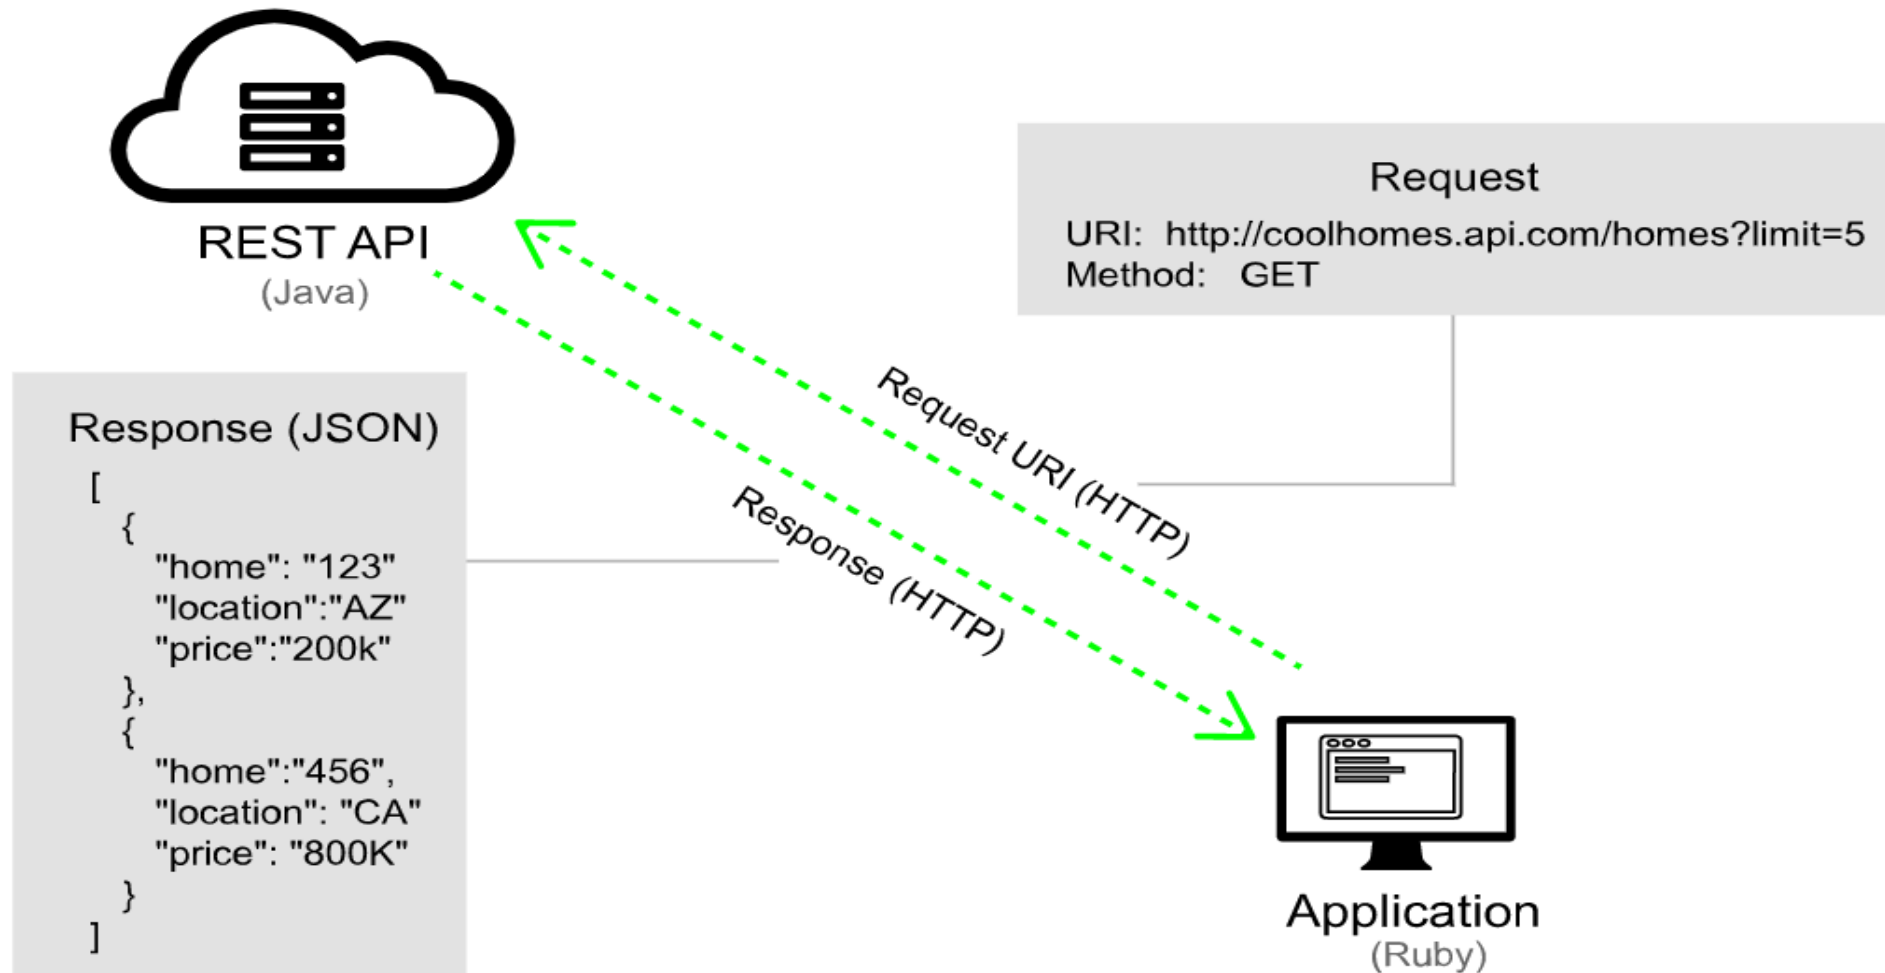 REST API
(Java)
Request
URI: http://coolhomes.api.com/homes?limit=5
Method: GET
Request URI (HTTP)
Response (HTTP)
Response (JSON)
[
{
"home": "123"
"location":"AZ"
"price":"200k"
},
{
"home":"456",
"location": "CA"
"price": "800K"
}
]
Application
(Ruby)